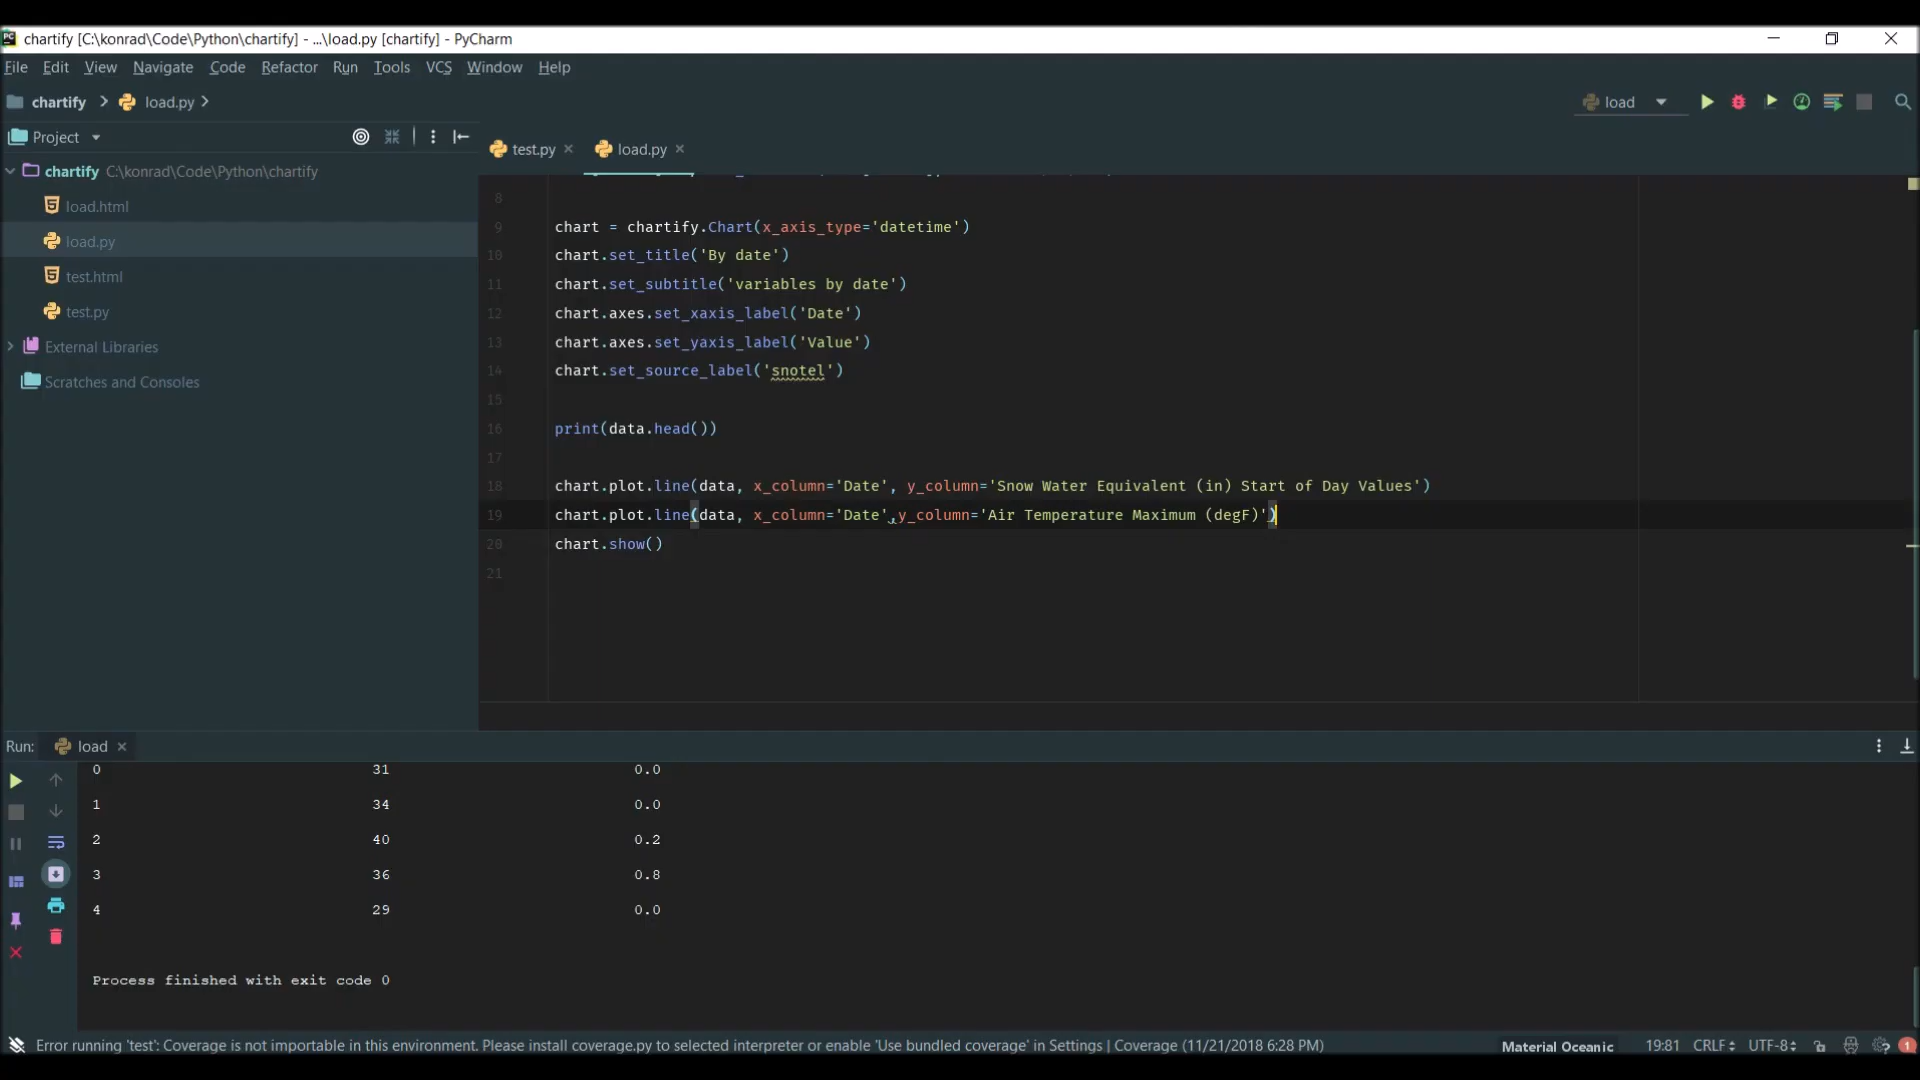 chartify [C:\konrad\Code\Python\chartify] - ...\load.py [chartify] - PyCharm
File Edit View Navigate Code Refactor Run Tools VCS Window Help
chartify load.py load
Project
test.py load.py
chartify C:\konrad\Code\Python\chartify
load.html
load.py
test.html
test.py
External Libraries
Scratches and Consoles
8
9 chart = chartify.Chart(x_axis_type='datetime')
10 chart.set_title('By date')
11 chart.set_subtitle('variables by date')
12 chart.axes.set_xaxis_label('Date')
13 chart.axes.set_yaxis_label('Value')
14 chart.set_source_label('snotel')
15
16 print(data.head())
17
18 chart.plot.line(data, x_column='Date', y_column='Snow Water Equivalent (in) Start of Day Values')
19 chart.plot.line(data, x_column='Date',y_column='Air Temperature Maximum (degF)')
20 chart.show()
21
Run: load
0 31 0.0
1 34 0.0
2 40 0.2
3 36 0.8
4 29 0.0
Process finished with exit code 0
Error running 'test': Coverage is not importable in this environment. Please install coverage.py to selected interpreter or enable 'Use bundled coverage' in Settings | Coverage (11/21/2018 6:28 PM) Material Oceanic 19:81 CRLF UTF-8 1